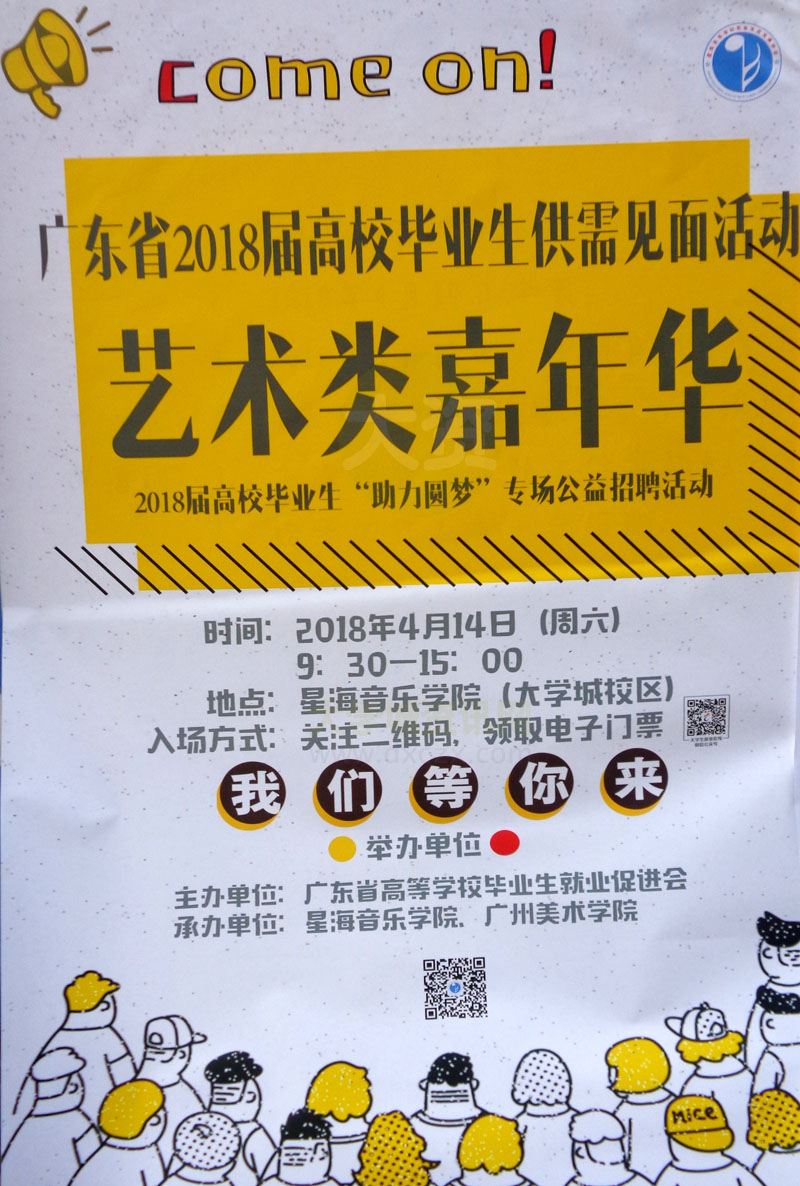 come on!
广东省2018届高校毕业生供需见面活动
艺术类嘉年华
2018届高校毕业生“助力圆梦”专场公益招聘活动
时间：2018年4月14日（周六）
9：30—15：00
地点：星海音乐学院（大学城校区）
入场方式：关注二维码，领取电子门票
我们等你来
举办单位
主办单位：广东省高等学校毕业生就业促进会
承办单位：星海音乐学院、广州美术学院
Mice